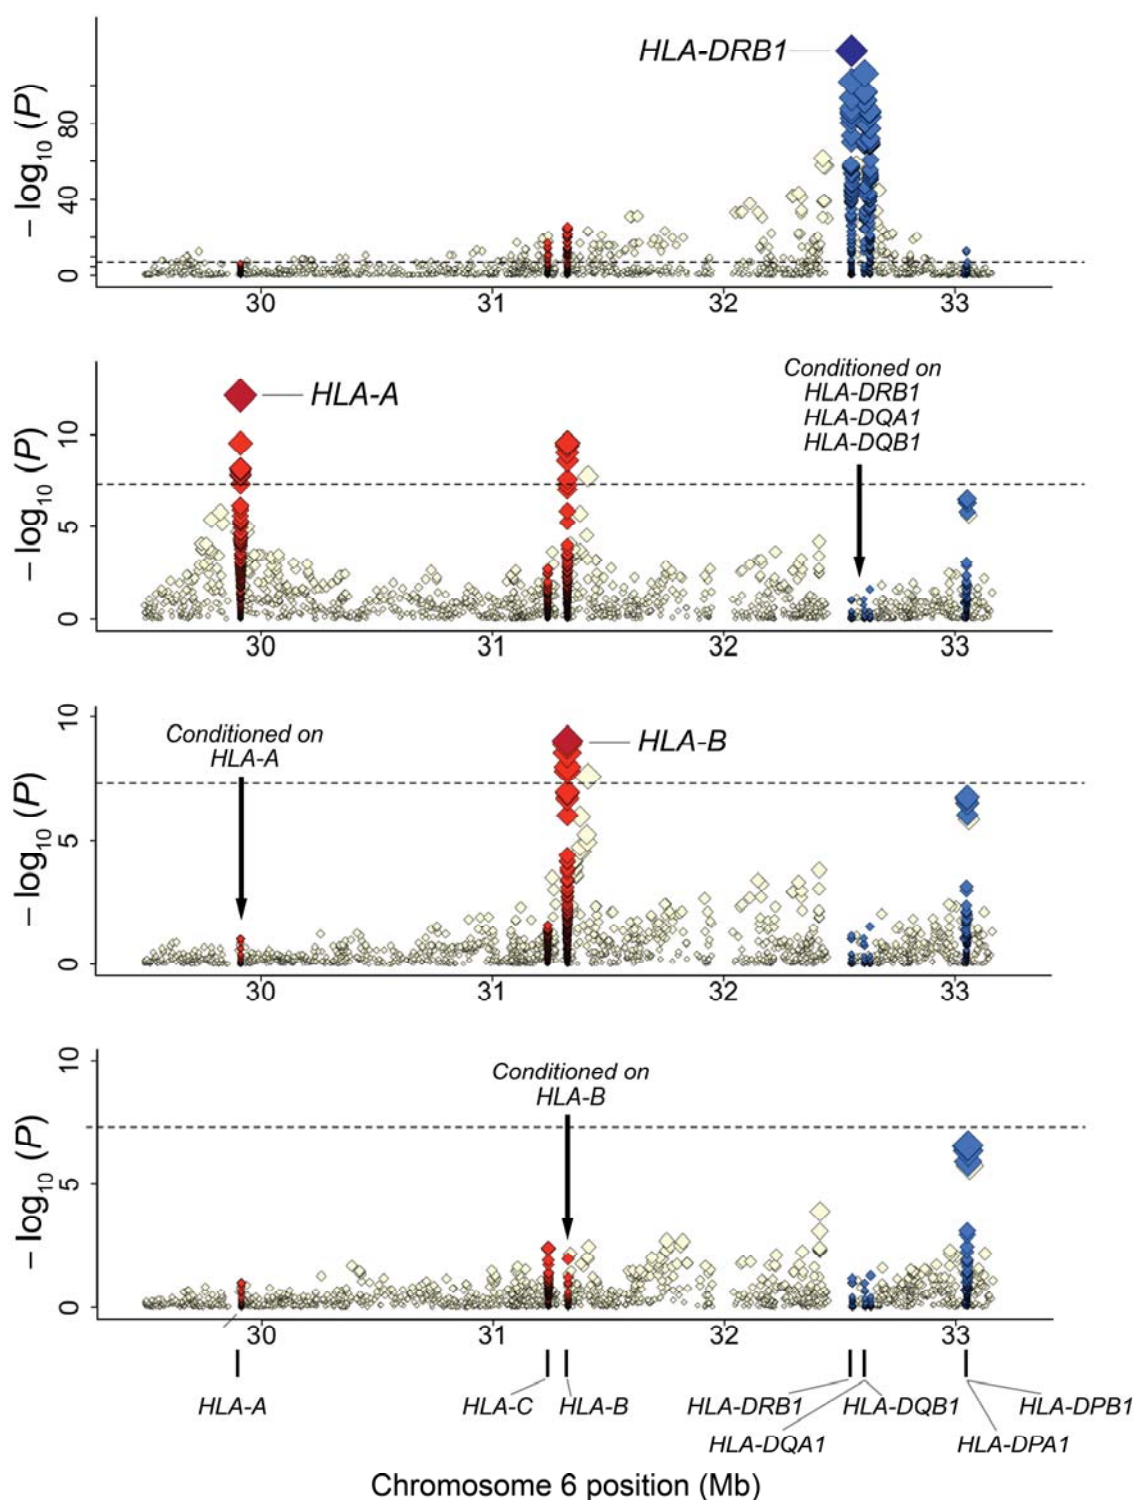 HLA-DRB1
− log10 (P)
80
40
0
30 31 32 33
Conditioned on
HLA-DRB1
HLA-DQA1
HLA-DQB1
HLA-A
− log10 (P)
10
5
0
30 31 32 33
Conditioned on
HLA-A
HLA-B
− log10 (P)
10
5
0
30 31 32 33
Conditioned on
HLA-B
− log10 (P)
10
5
0
30 31 32 33
HLA-A HLA-C HLA-B HLA-DRB1 HLA-DQB1 HLA-DPB1
HLA-DQA1 HLA-DPA1
Chromosome 6 position (Mb)